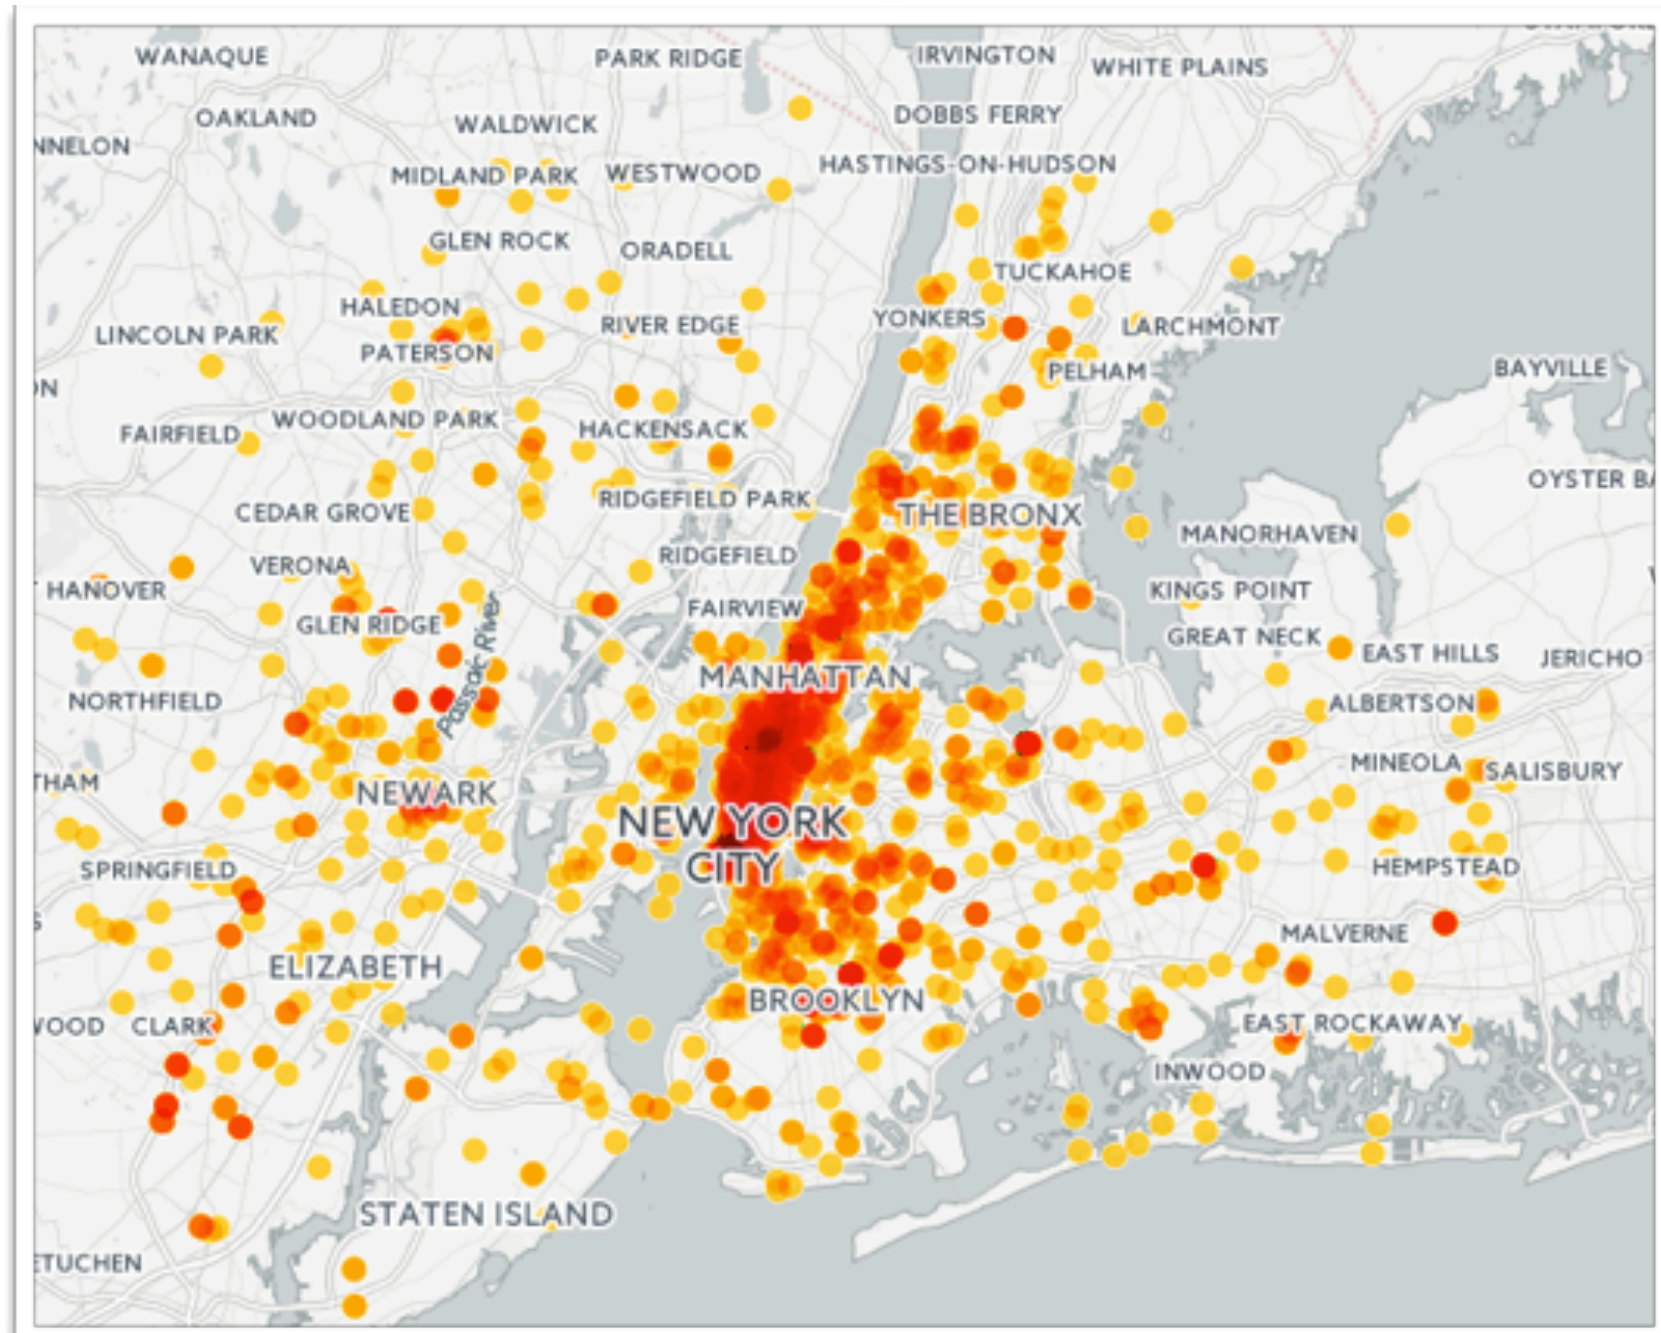 WANAQUE
PARK RIDGE
IRVINGTON
WHITE PLAINS
OAKLAND
WALDWICK
DOBBS FERRY
NNELON
MIDLAND PARK
WESTWOOD
HASTINGS-ON-HUDSON
GLEN ROCK
ORADELL
TUCKAHOE
HALEDON
LINCOLN PARK
RIVER EDGE
YONKERS
LARCHMONT
PATERSON
PELHAM
BAYVILLE
ON
WOODLAND PARK
FAIRFIELD
HACKENSACK
OYSTER BA
RIDGEFIELD PARK
CEDAR GROVE
THE BRONX
MANORHAVEN
RIDGEFIELD
VERONA
T HANOVER
KINGS POINT
FAIRVIEW
GLEN RIDGE
GREAT NECK
EAST HILLS
JERICHO
Passaic River
MANHATTAN
NORTHFIELD
ALBERTSON
MINEOLA
SALISBURY
THAM
NEWARK
NEW YORK
CITY
SPRINGFIELD
HEMPSTEAD
MALVERNE
ELIZABETH
BROOKLYN
WOOD
CLARK
EAST ROCKAWAY
INWOOD
STATEN ISLAND
ETUCHEN